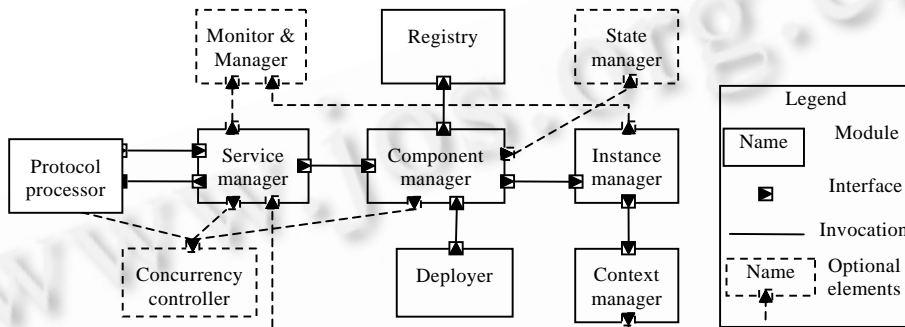 Monitor &
Manager
Registry
State
manager
Protocol
processor
Service
manager
Component
manager
Instance
manager
Concurrency
controller
Deployer
Context
manager
Legend
Name
Module
Interface
Invocation
Name
Optional
elements